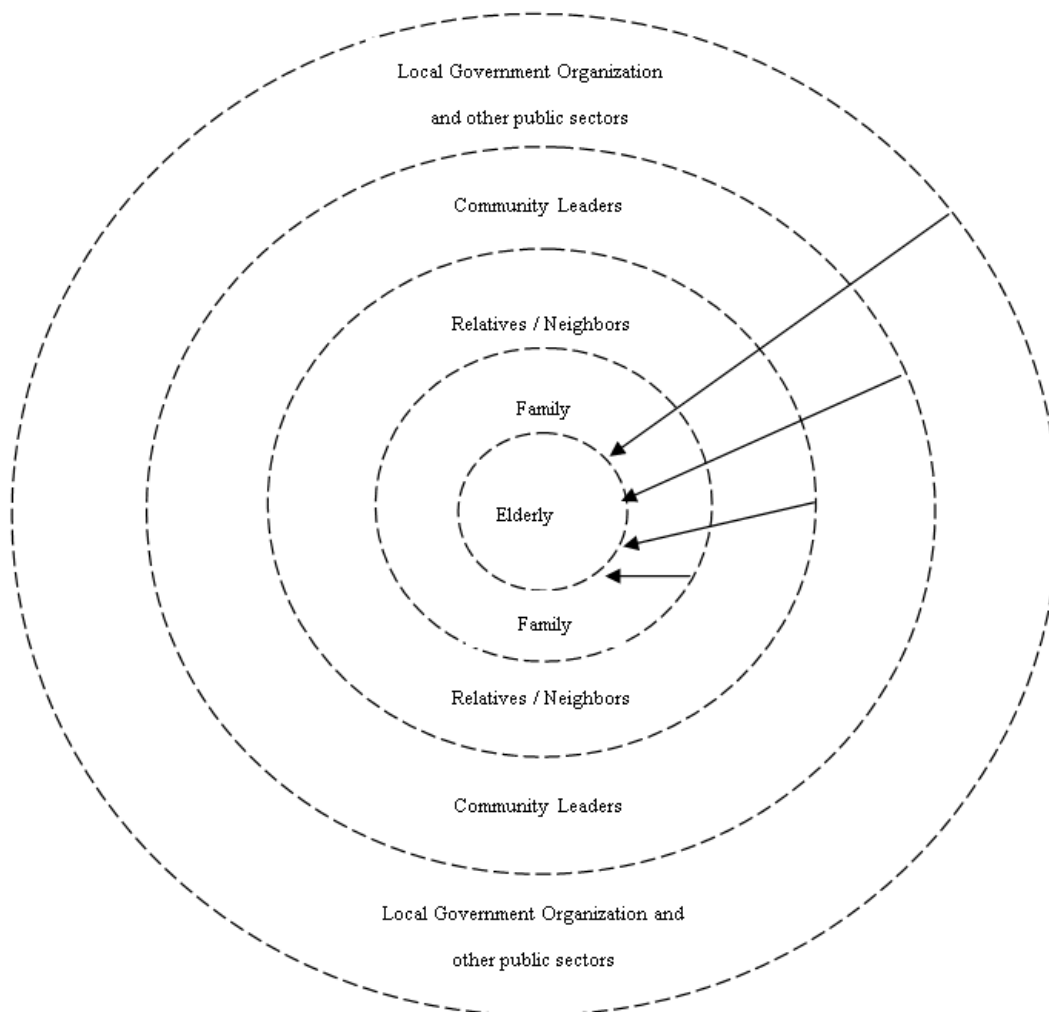 Local Government Organization
and other public sectors
Community Leaders
Relatives / Neighbors
Family
Elderly
Family
Relatives / Neighbors
Community Leaders
Local Government Organization and
other public sectors